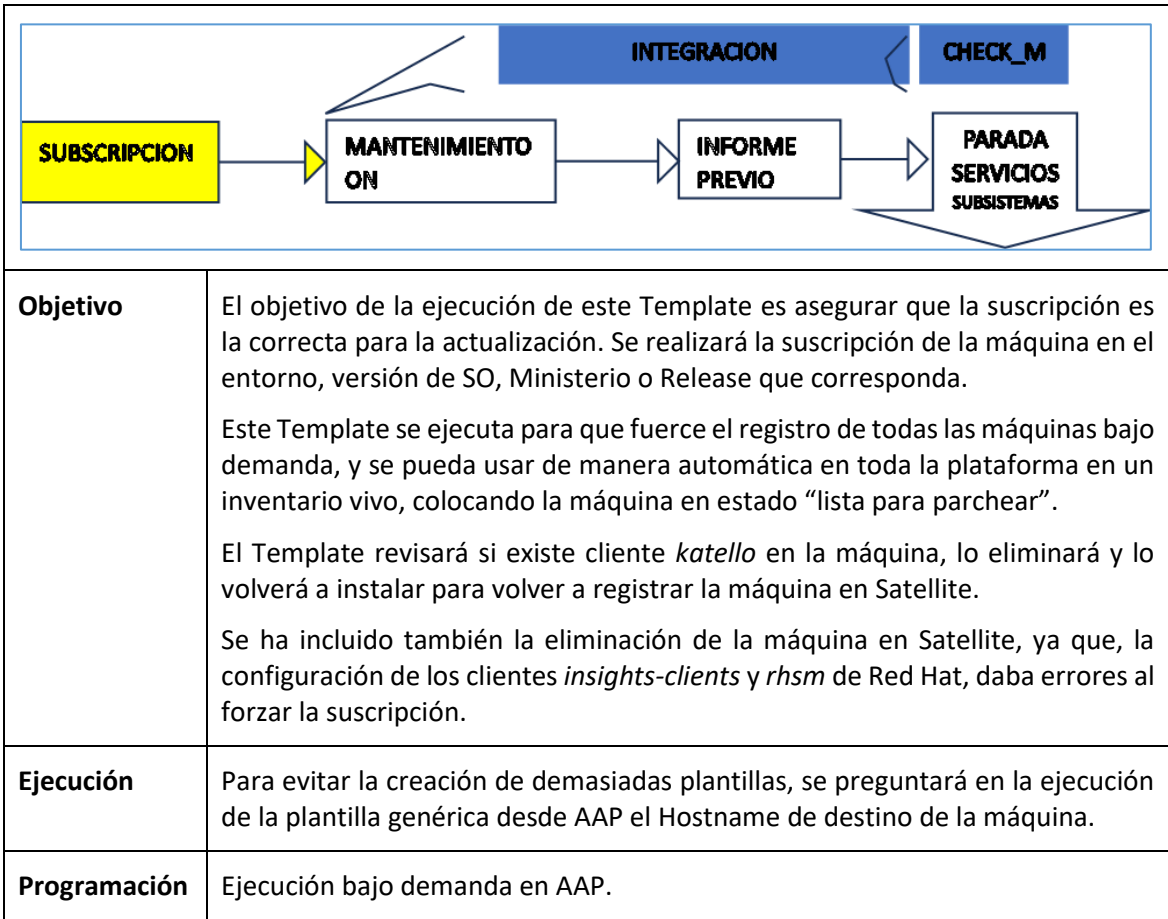 INTEGRACION
CHECK_M
SUBSCRIPCION
MANTENIMIENTO
ON
INFORME
PREVIO
PARADA
SERVICIOS
SUBSISTEMAS
Objetivo
El objetivo de la ejecución de este Template es asegurar que la suscripción es
la correcta para la actualización. Se realizará la suscripción de la máquina en el
entorno, versión de SO, Ministerio o Release que corresponda.
Este Template se ejecuta para que fuerce el registro de todas las máquinas bajo
demanda, y se pueda usar de manera automática en toda la plataforma en un
inventario vivo, colocando la máquina en estado “lista para parchear”.
El Template revisará si existe cliente katello en la máquina, lo eliminará y lo
volverá a instalar para volver a registrar la máquina en Satellite.
Se ha incluido también la eliminación de la máquina en Satellite, ya que, la
configuración de los clientes insights-clients y rhsm de Red Hat, daba errores al
forzar la suscripción.
Ejecución
Para evitar la creación de demasiadas plantillas, se preguntará en la ejecución
de la plantilla genérica desde AAP el Hostname de destino de la máquina.
Programación
Ejecución bajo demanda en AAP.